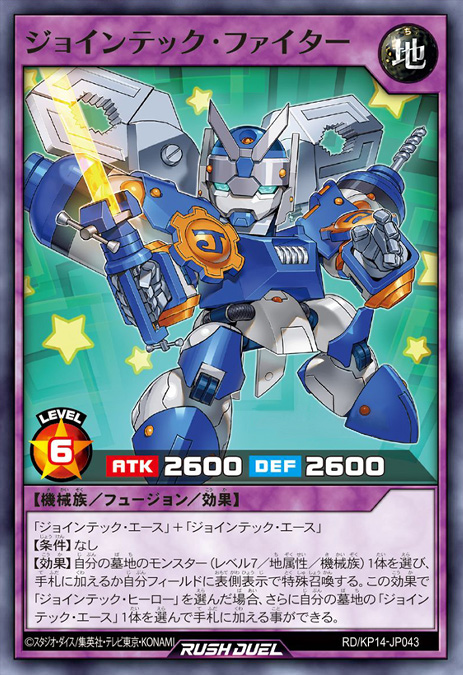 ジョインテック・ファイター
地
LEVEL
6
ATK 2600 DEF 2600
【機械族／フュージョン／効果】
「ジョインテック・エース」＋「ジョインテック・エース」
【条件】なし
【効果】自分の墓地のモンスター（レベル7／地属性／機械族）1体を選び、
手札に加えるか自分フィールドに表側表示で特殊召喚する。この効果で
「ジョインテック・ヒーロー」を選んだ場合、さらに自分の墓地の「ジョイン
テック・エース」1体を選んで手札に加える事ができる。
©スタジオ・ダイス/集英社・テレビ東京・KONAMI
RUSH DUEL
RD/KP14-JP043